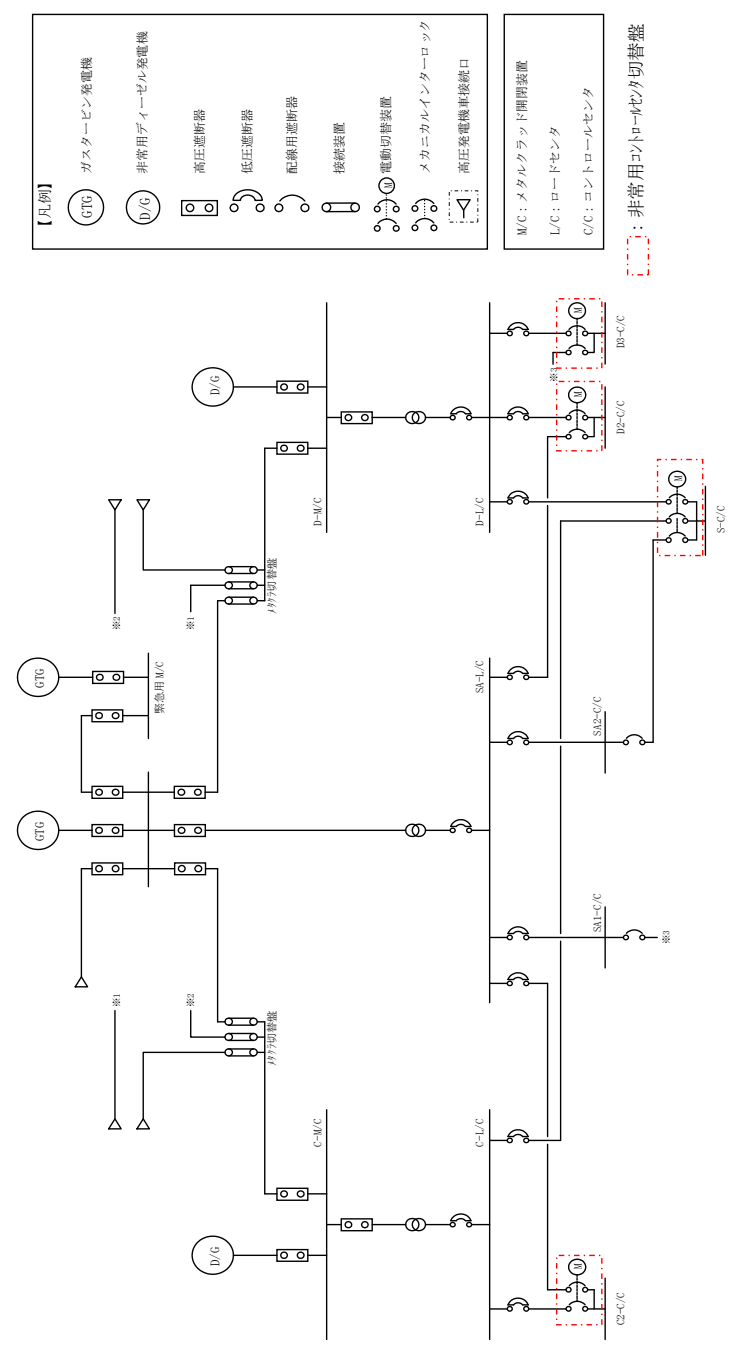 【凡例】
GTG ガスタービン発電機
D/G 非常用ディーゼル発電機
高圧遮断器
低圧遮断器
配線用遮断器
接続装置
M 電動切替装置
メカニカルインターロック
高圧発電機車接続口
M/C：メタルクラッド開閉装置
L/C：ロードセンタ
C/C：コントロールセンタ
：非常用コントロールセンタ切替盤
GTG
GTG
緊急用 M/C
※1
※2
※2
※1
メタクラ切替盤
メタクラ切替盤
D/G
D/G
C-M/C
D-M/C
C-L/C
SA-L/C
D-L/C
M
※3
M
M
C2-C/C
SA1-C/C
SA2-C/C
D2-C/C
D3-C/C
※3
M
S-C/C